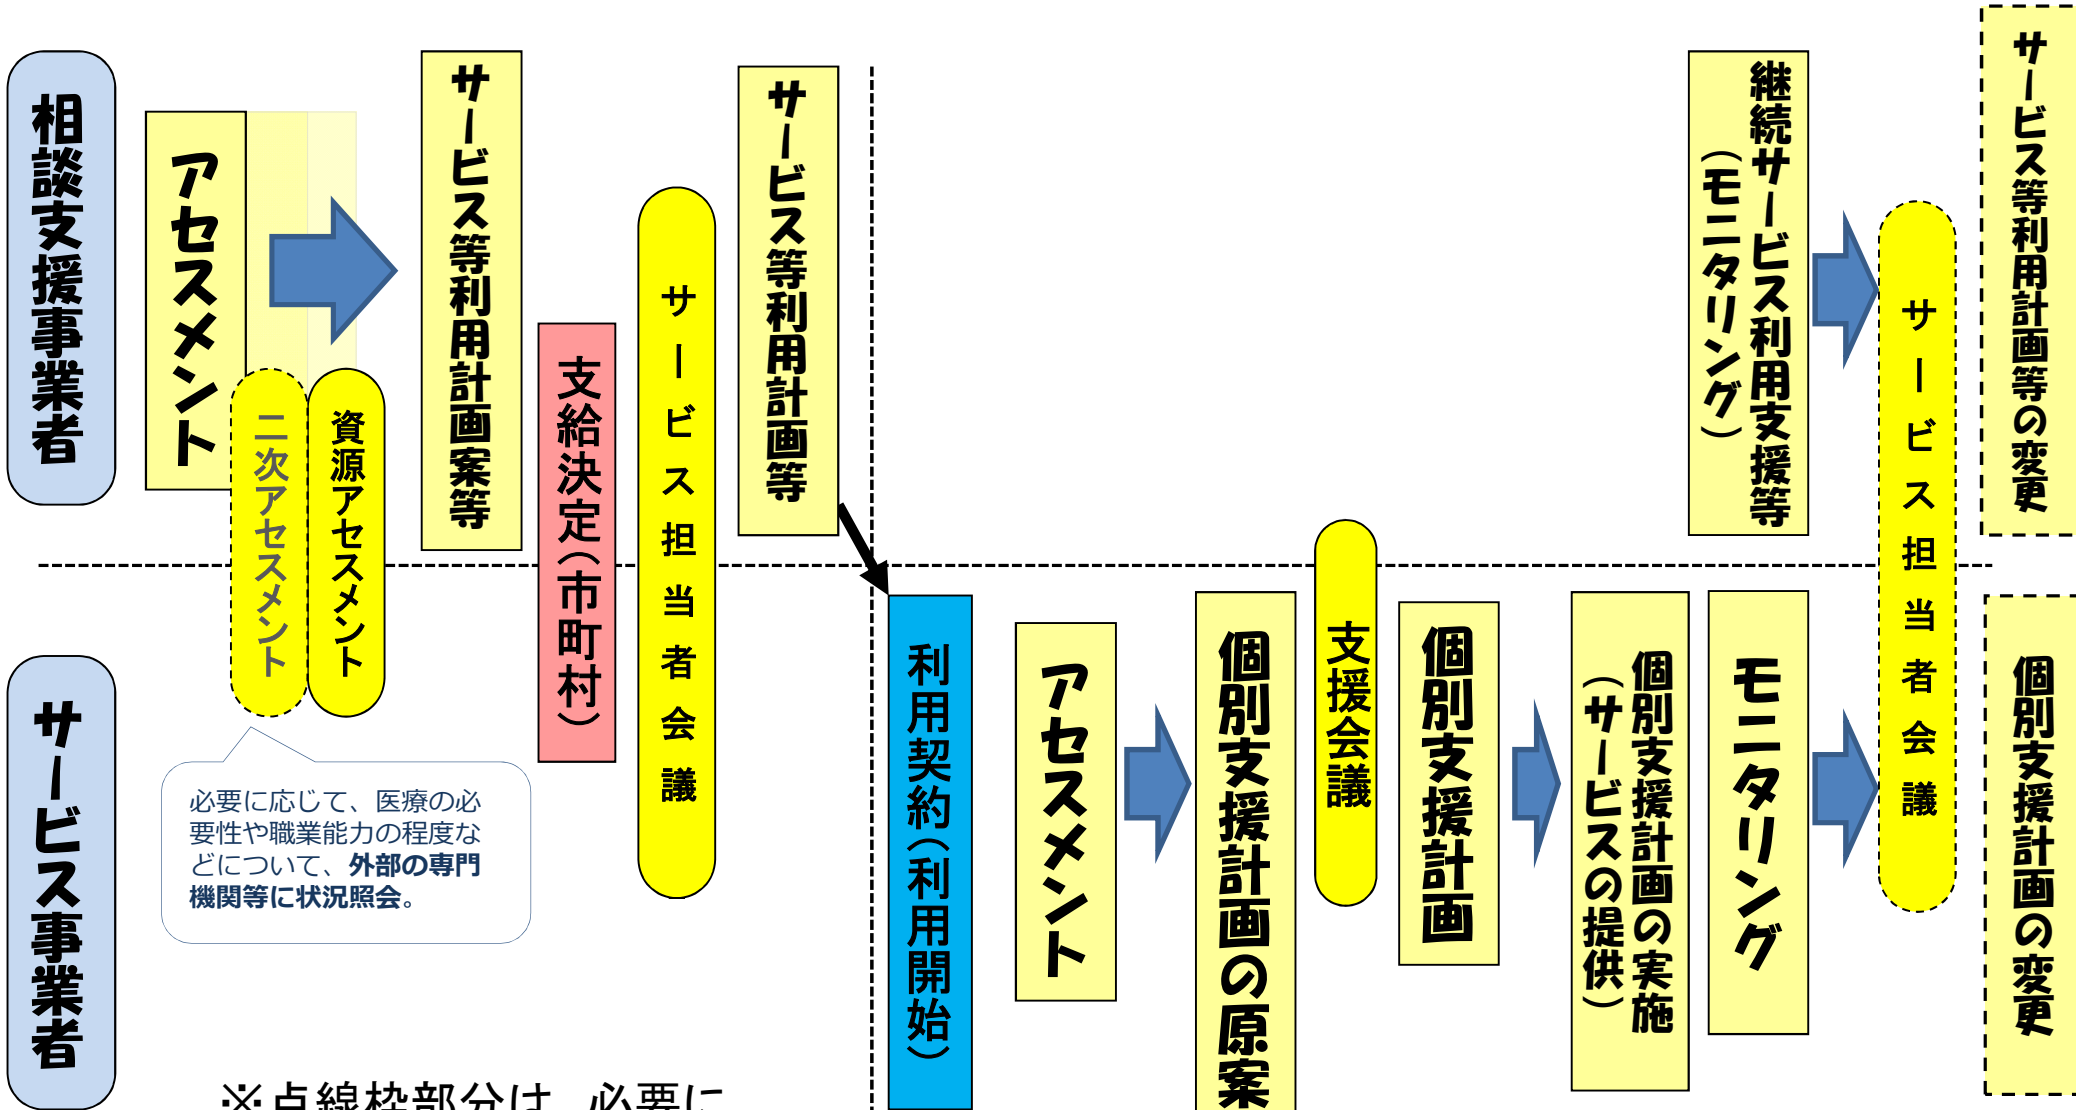 相談支援事業者
アセスメント
二次アセスメント
資源アセスメント
サービス等利用計画案等
支給決定（市町村）
サービス担当者会議
サービス等利用計画等
継続サービス利用支援等
（モニタリング）
サービス担当者会議
サービス等利用計画等の変更
サービス事業者
必要に応じて、医療の必
要性や職業能力の程度な
どについて、外部の専門
機関等に状況照会。
利用契約（利用開始）
アセスメント
個別支援計画の原案
支援会議
個別支援計画
個別支援計画の実施
（サービスの提供）
モニタリング
個別支援計画の変更
※点線枠部分は、必要に